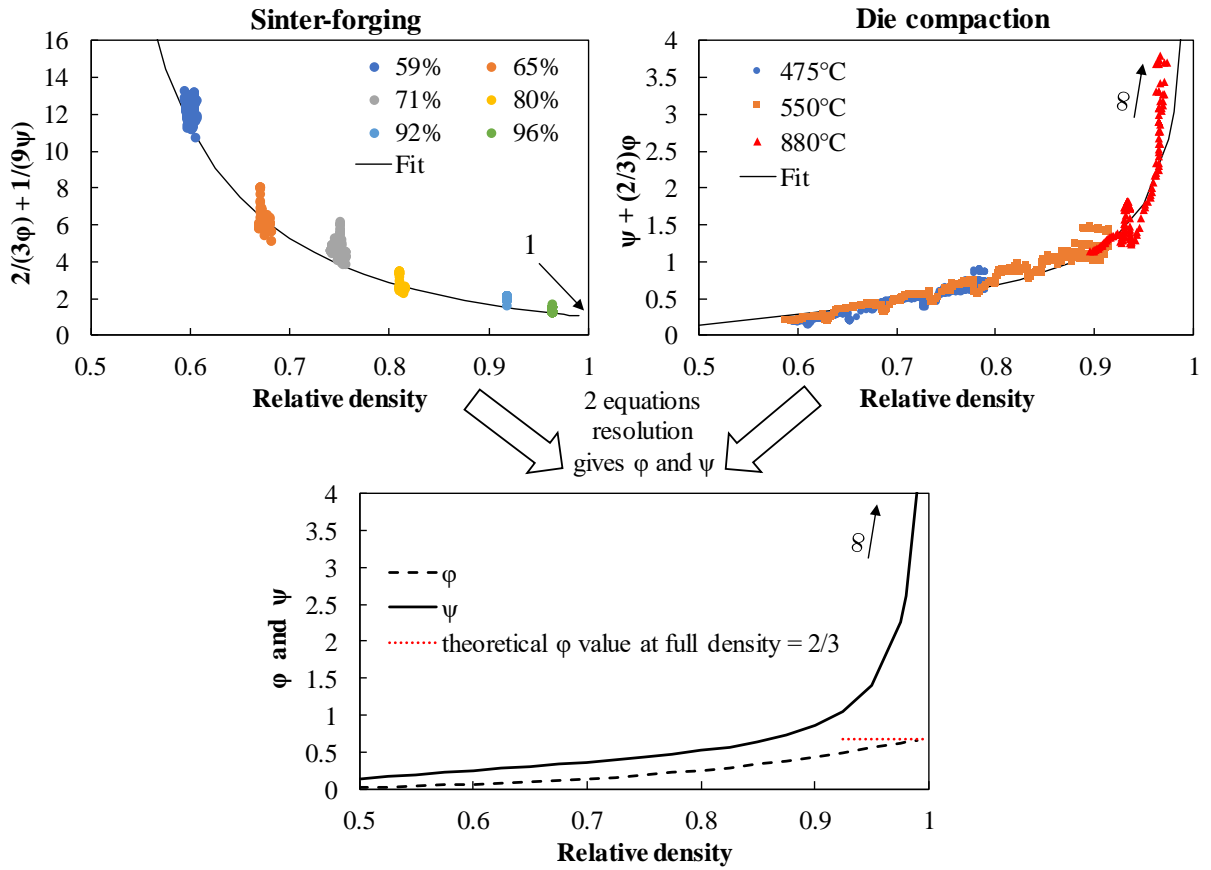 Sinter-forging
2/(3φ) + 1/(9ψ)
16
14
12
10
8
6
4
2
0
59%
65%
71%
80%
92%
96%
Fit
1
0.5
0.6
0.7
0.8
0.9
1
Relative density
Die compaction
ψ + (2/3)φ
4
3.5
3
2.5
2
1.5
1
0.5
0
475°C
550°C
880°C
Fit
∞
0.5
0.6
0.7
0.8
0.9
1
Relative density
2 equations
resolution
gives φ and ψ
φ and ψ
4
3.5
3
2.5
2
1.5
1
0.5
0
φ
ψ
theoretical φ value at full density = 2/3
∞
0.5
0.6
0.7
0.8
0.9
1
Relative density